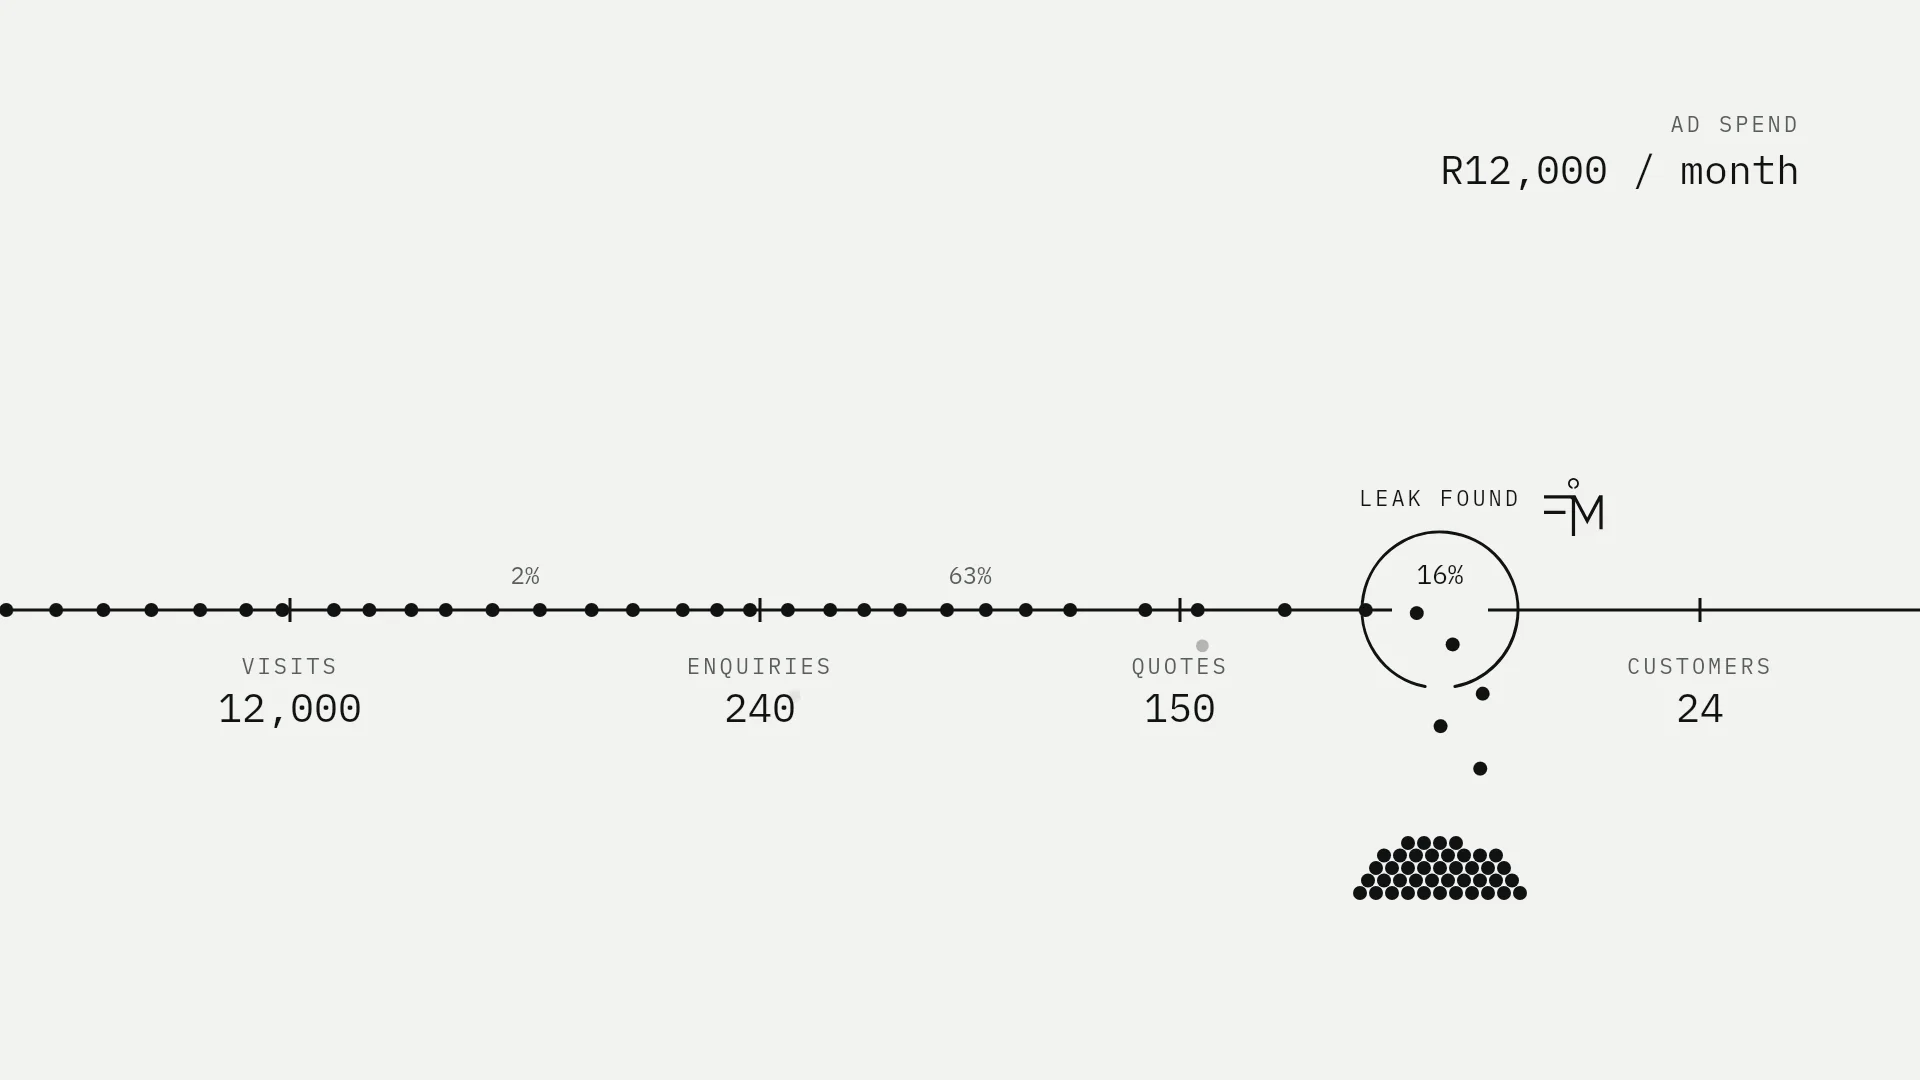 AD SPEND
R12,000 / month
LEAK FOUND
FM
2%
63%
16%
VISITS
ENQUIRIES
QUOTES
CUSTOMERS
12,000
240
150
24